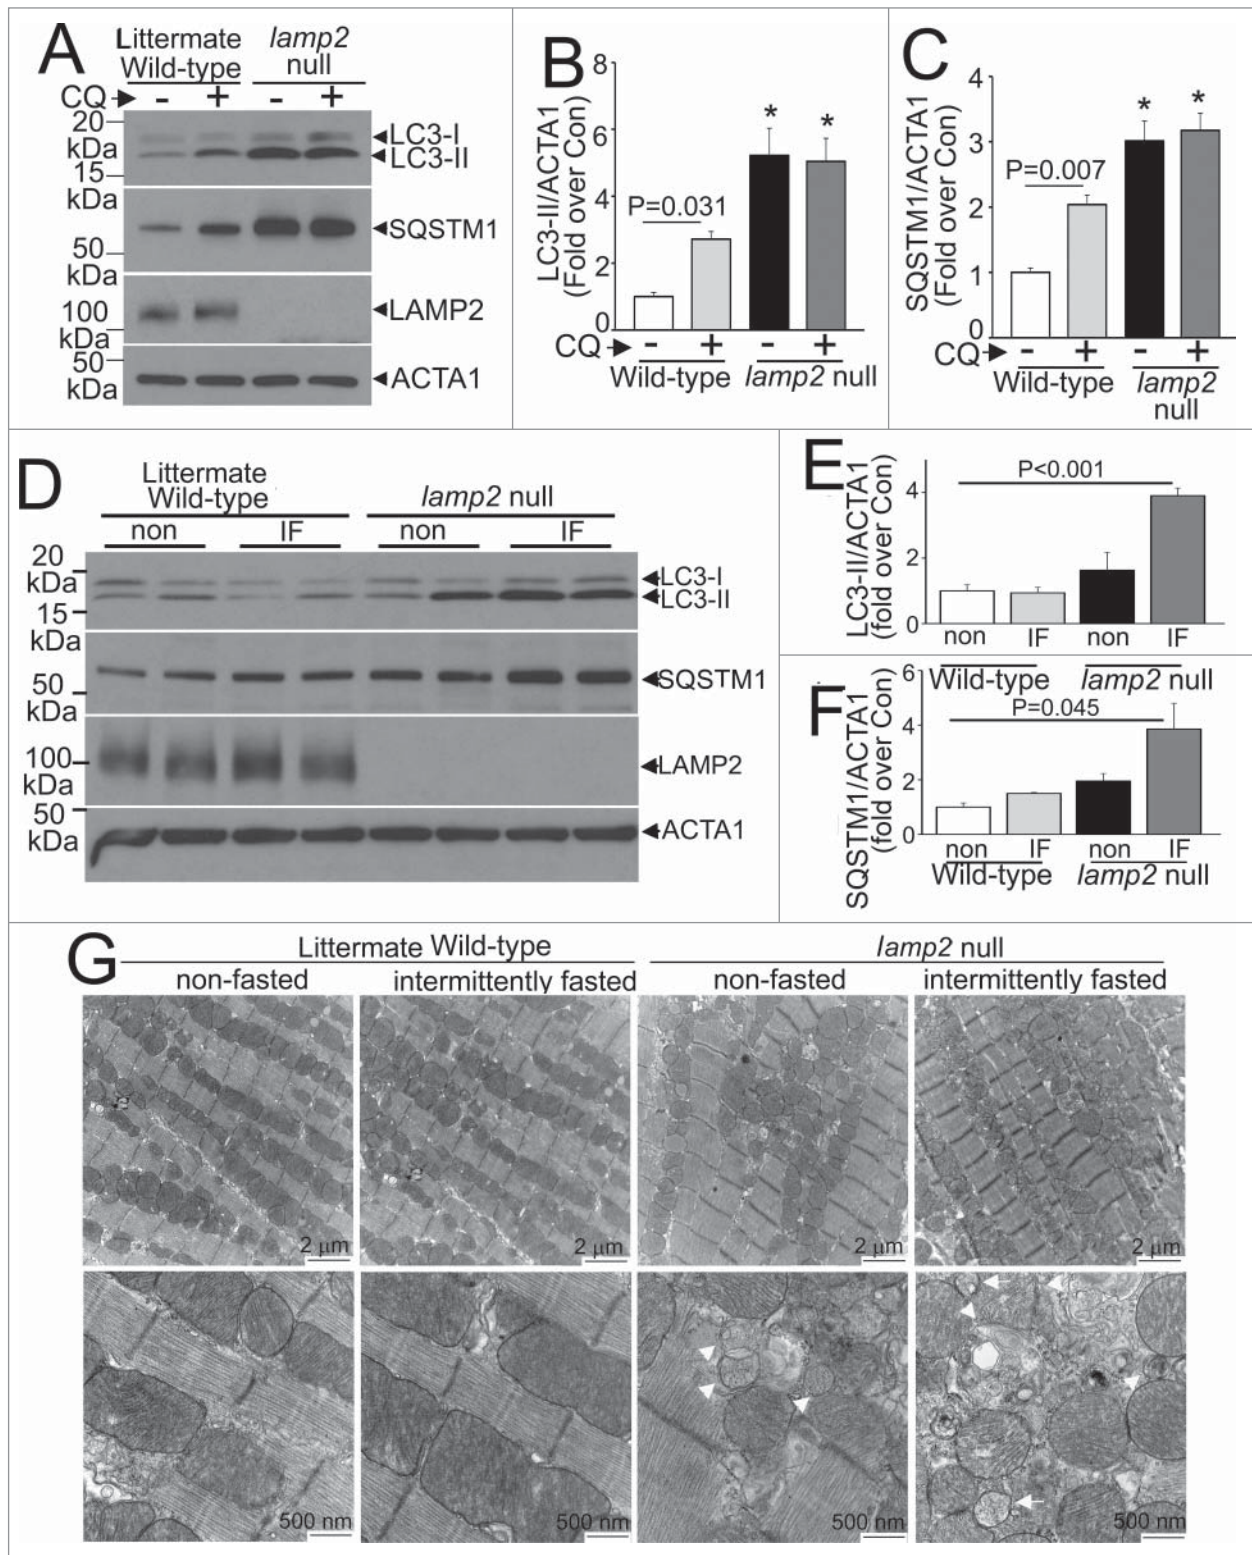 A
Littermate
Wild-type
lamp2
null
CQ
- + - +
20
kDa
15
kDa
LC3-I
LC3-II
50
kDa
SQSTM1
100
kDa
LAMP2
50
kDa
ACTA1
B
LC3-II/ACTA1
(Fold over Con)
8
6
4
2
0
P=0.031
* *
CQ
- + - +
Wild-type lamp2 null
C
SQSTM1/ACTA1
(Fold over Con)
4
3
2
1
0
P=0.007
* *
CQ
- + - +
Wild-type lamp2
null
D
Littermate
Wild-type
lamp2 null
non IF non IF
20
kDa
15
kDa
LC3-I
LC3-II
50
kDa
SQSTM1
100
kDa
LAMP2
50
kDa
ACTA1
E
LC3-II/ACTA1
(fold over Con)
4
2
0
P<0.001
non IF non IF
Wild-type lamp2 null
F
SQSTM1/ACTA1
(fold over Con)
6
4
2
0
P=0.045
non IF non IF
Wild-type lamp2 null
G
Littermate Wild-type lamp2 null
non-fasted intermittently fasted non-fasted intermittently fasted
2 μm 2 μm 2 μm 2 μm
500 nm 500 nm 500 nm 500 nm